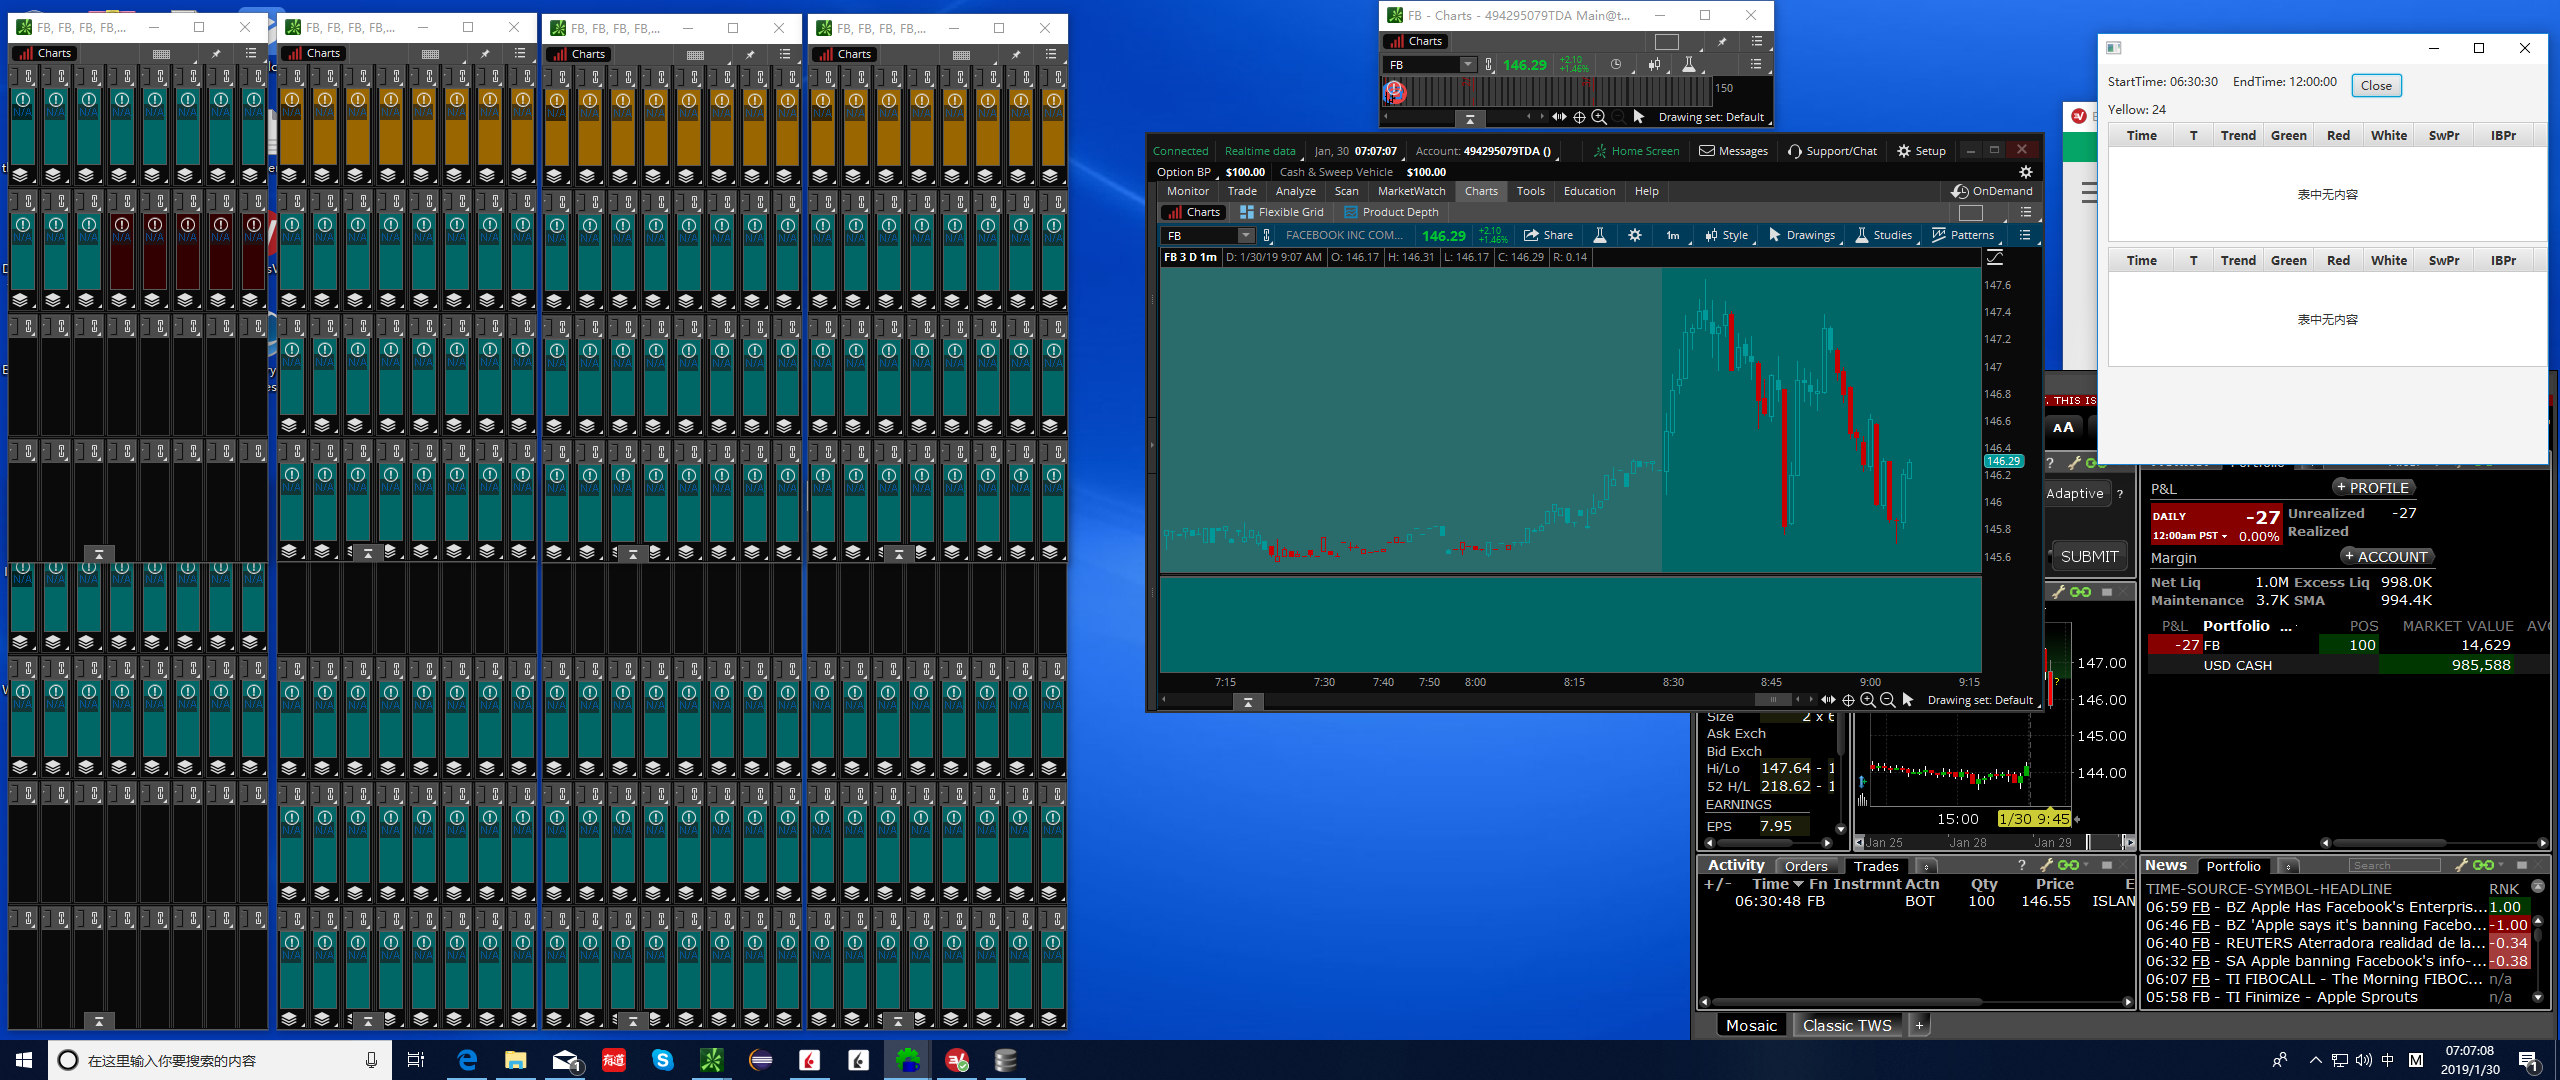 FB, FB, FB, FB,...
Charts
FB, FB, FB, FB,...
Charts
FB, FB, FB, FB,...
Charts
FB, FB, FB, FB,...
Charts
FB - Charts - 494295079TDA Main@t...
Charts
FB 146.29 +2.10 +1.46%
150
Drawing set: Default
Connected Realtime data Jan, 30 07:07:07 Account: 494295079TDA () Home Screen Messages Support/Chat Setup
Option BP $100.00 Cash & Sweep Vehicle $100.00
Monitor Trade Analyze Scan MarketWatch Charts Tools Education Help OnDemand
Charts Flexible Grid Product Depth
FB FACEBOOK INC COM... 146.29 +2.10 +1.46% Share 1m Style Drawings Studies Patterns
FB 3 D 1m D: 1/30/19 9:07 AM O: 146.17 H: 146.31 L: 146.17 C: 146.29 R: 0.14
147.6
147.4
147.2
147
146.8
146.6
146.4
146.29
146.2
146
145.8
145.6
7:15 7:30 7:40 7:50 8:00 8:15 8:30 8:45 9:00 9:15
Drawing set: Default
StartTime: 06:30:30 EndTime: 12:00:00 Close
Yellow: 24
Time T Trend Green Red White SwPr IBPr
表中无内容
Time T Trend Green Red White SwPr IBPr
表中无内容
THIS IS
AA
Adaptive ?
SUBMIT
P&L + PROFILE
DAILY -27 Unrealized -27
12:00am PST 0.00% Realized
Margin + ACCOUNT
Net Liq 1.0M Excess Liq 998.0K
Maintenance 3.7K SMA 994.4K
P&L Portfolio ... POS MARKET VALUE AVG
-27 FB 100 14,629
USD CASH 985,588
147.00
146.00
145.00
144.00
15:00 1/30 9:45
Jan 25 Jan 28 Jan 29
Size 2 x 6
Ask Exch
Bid Exch
Hi/Lo 147.64 - 1
52 H/L 218.62 - 1
EARNINGS
EPS 7.95
Activity Orders Trades
+/- Time Fn Instrmnt Actn Qty Price E
06:30:48 FB BOT 100 146.55 ISLAN
News Portfolio Search
TIME-SOURCE-SYMBOL-HEADLINE RNK
06:59 FB - BZ Apple Has Facebook's Enterpris... 1.00
06:46 FB - BZ 'Apple says it's banning Facebo... -1.00
06:40 FB - REUTERS Aterradora realidad de la... -0.34
06:32 FB - SA Apple banning Facebook's info-... -0.38
06:07 FB - TI FIBOCALL - The Morning FIBOC... n/a
05:58 FB - TI Finimize - Apple Sprouts n/a
Mosaic Classic TWS +
在这里输入你要搜索的内容
有道
中 M
07:07:08
2019/1/30